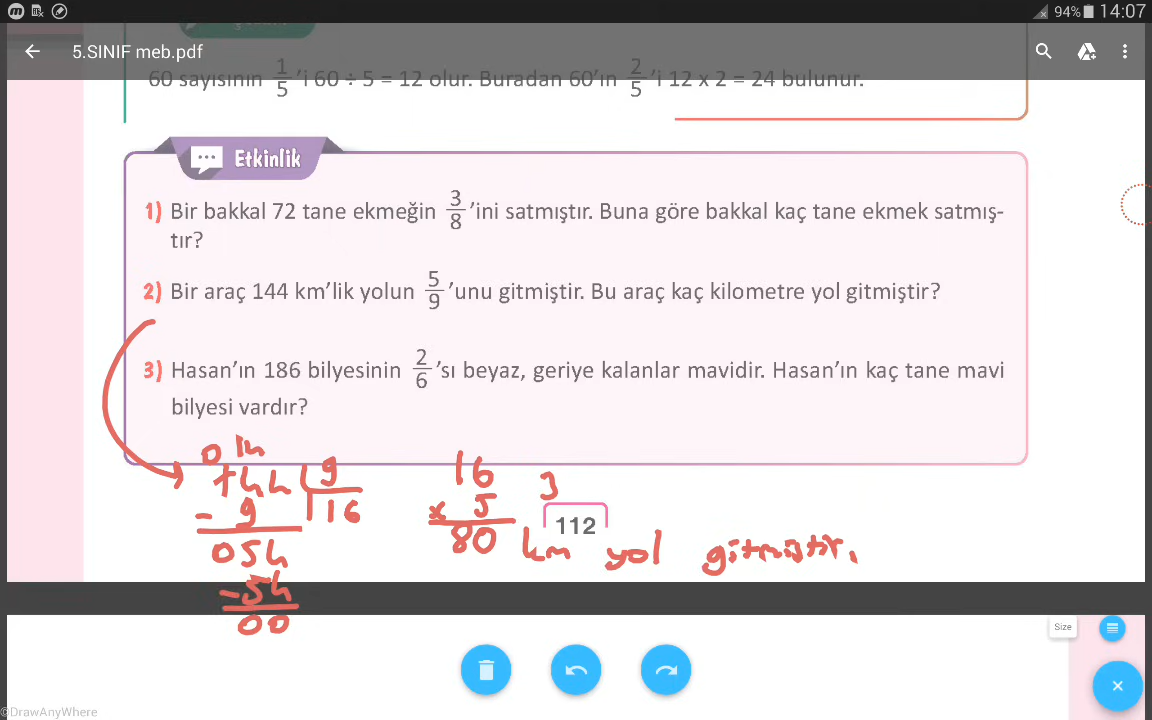 94% 14:07
5.SINIF meb.pdf
60 sayısının 1/5 'i 60 ÷ 5 = 12 olur. Buradan 60'ın 2/5 'i 12 x 2 = 24 bulunur.
Etkinlik
1) Bir bakkal 72 tane ekmeğin 3/8 'ini satmıştır. Buna göre bakkal kaç tane ekmek satmış-
tır?
2) Bir araç 144 km'lik yolun 5/9 'unu gitmiştir. Bu araç kaç kilometre yol gitmiştir?
3) Hasan'ın 186 bilyesinin 2/6 'sı beyaz, geriye kalanlar mavidir. Hasan'ın kaç tane mavi
bilyesi vardır?
0 14
144 9
- 9 16
054
-54
00
16 3
x 5
80 km yol gitmiştir.
112
Size
©DrawAnyWhere